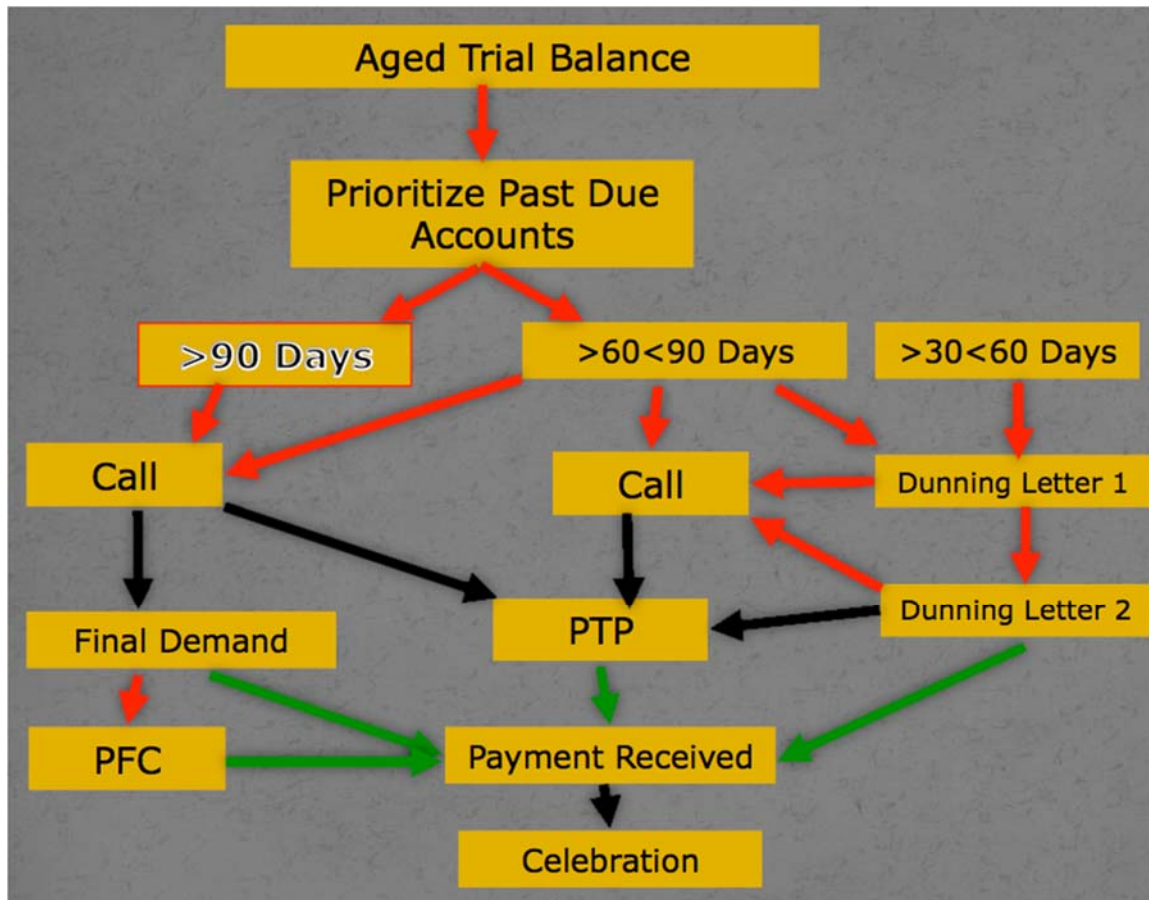 Aged Trial Balance
Prioritize Past Due
Accounts
>90 Days
>60<90 Days
>30<60 Days
Call
Call
Dunning Letter 1
Final Demand
PTP
Dunning Letter 2
PFC
Payment Received
Celebration